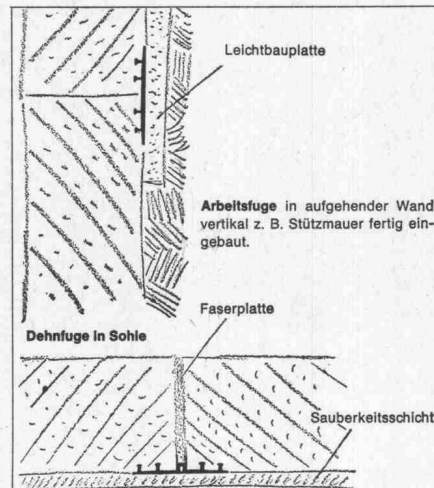 Leichtbauplatte
Arbeitsfuge in aufgehender Wand
vertikal z. B. Stützmauer fertig ein-
gebaut.
Faserplatte
Dehnfuge in Sohle
Sauberkeitsschicht